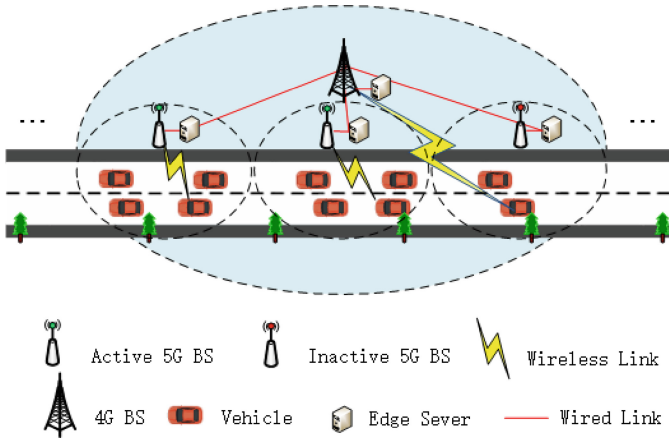 ... ...
Active 5G BS Inactive 5G BS Wireless Link
4G BS Vehicle Edge Sever Wired Link